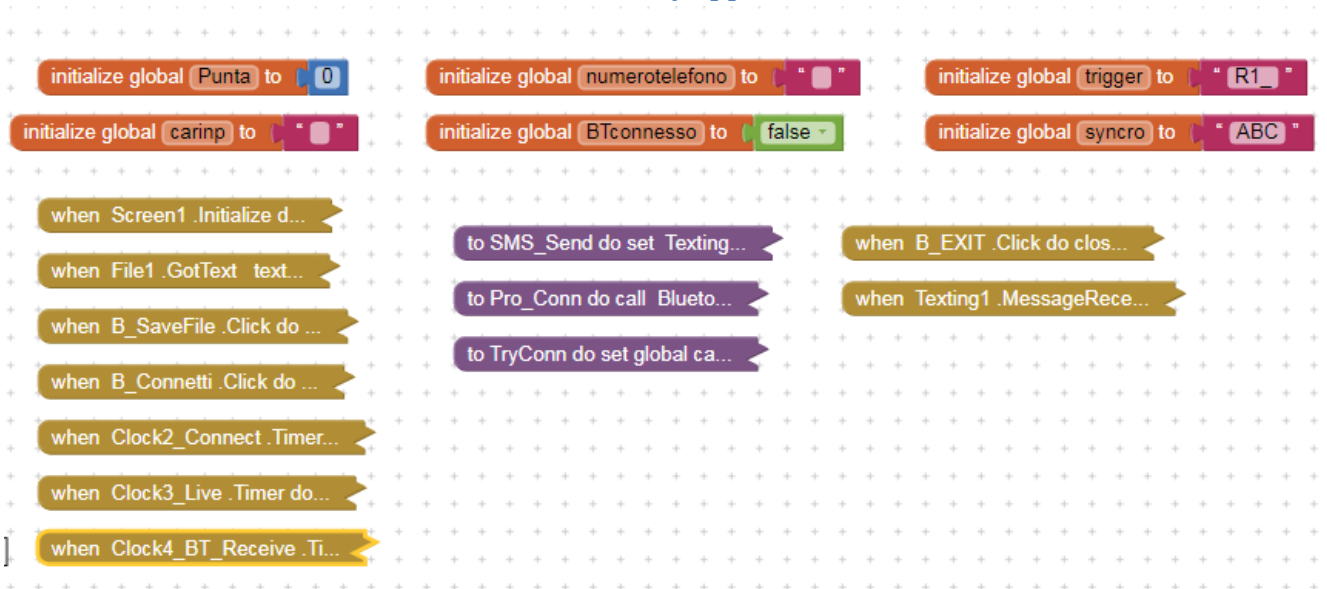 initialize global Punta to 0
initialize global numerotelefono to " "
initialize global trigger to " R1_ "
initialize global carinp to " "
initialize global BTconnesso to false
initialize global syncro to " ABC "
when Screen1 .Initialize d...
when File1 .GotText text...
when B_SaveFile .Click do ...
when B_Connetti .Click do ...
when Clock2_Connect .Timer...
when Clock3_Live .Timer do...
when Clock4_BT_Receive .Ti...
to SMS_Send do set Texting...
to Pro_Conn do call Blueto...
to TryConn do set global ca...
when B_EXIT .Click do clos...
when Texting1 .MessageRece...
]